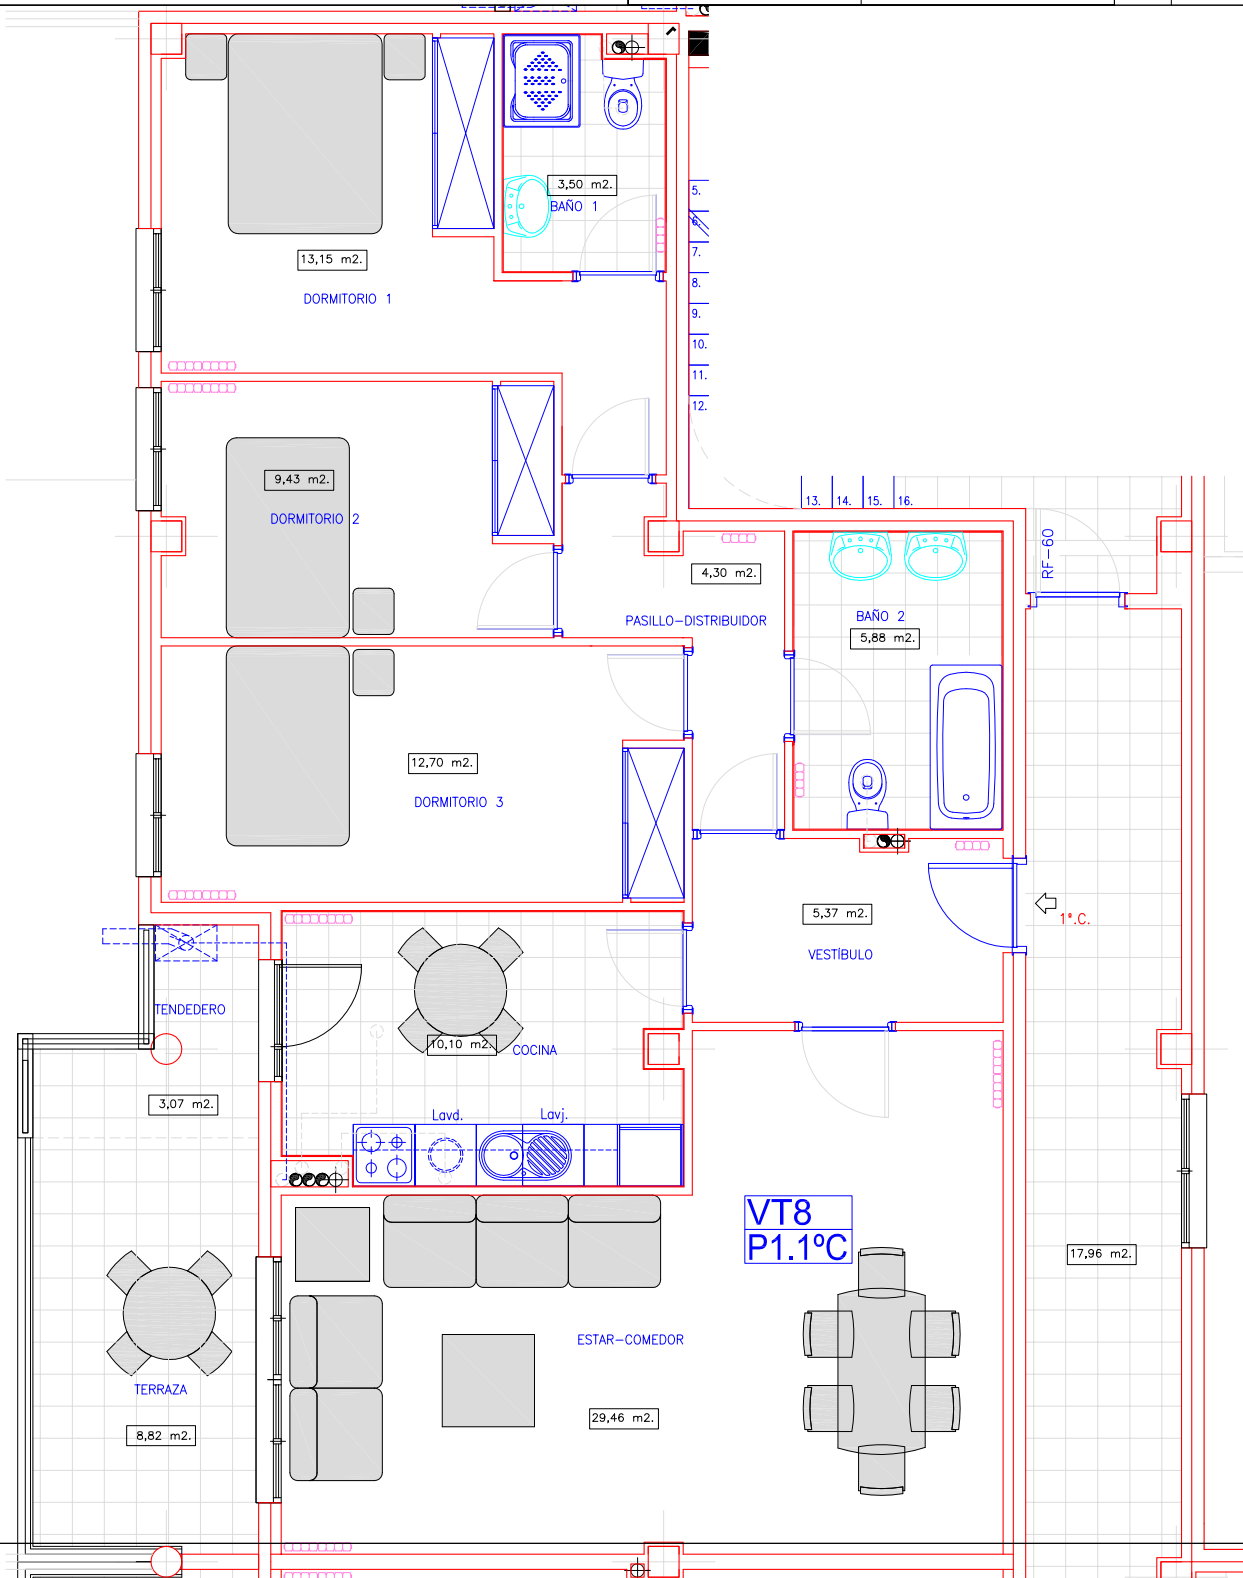 3,50 m2.
BAÑO 1
5.
6.
7.
8.
9.
10.
11.
12.
13,15 m2.
DORMITORIO 1
9,43 m2.
DORMITORIO 2
13. 14. 15. 16.
RF-60
4,30 m2.
PASILLO-DISTRIBUIDOR
BAÑO 2
5,88 m2.
12,70 m2.
DORMITORIO 3
5,37 m2.
VESTÍBULO
1ª.C.
TENDEDERO
10,10 m2.
COCINA
3,07 m2.
Lavd.
Lavj.
VT8
P1.1ºC
17,96 m2.
ESTAR-COMEDOR
29,46 m2.
TERRAZA
8,82 m2.